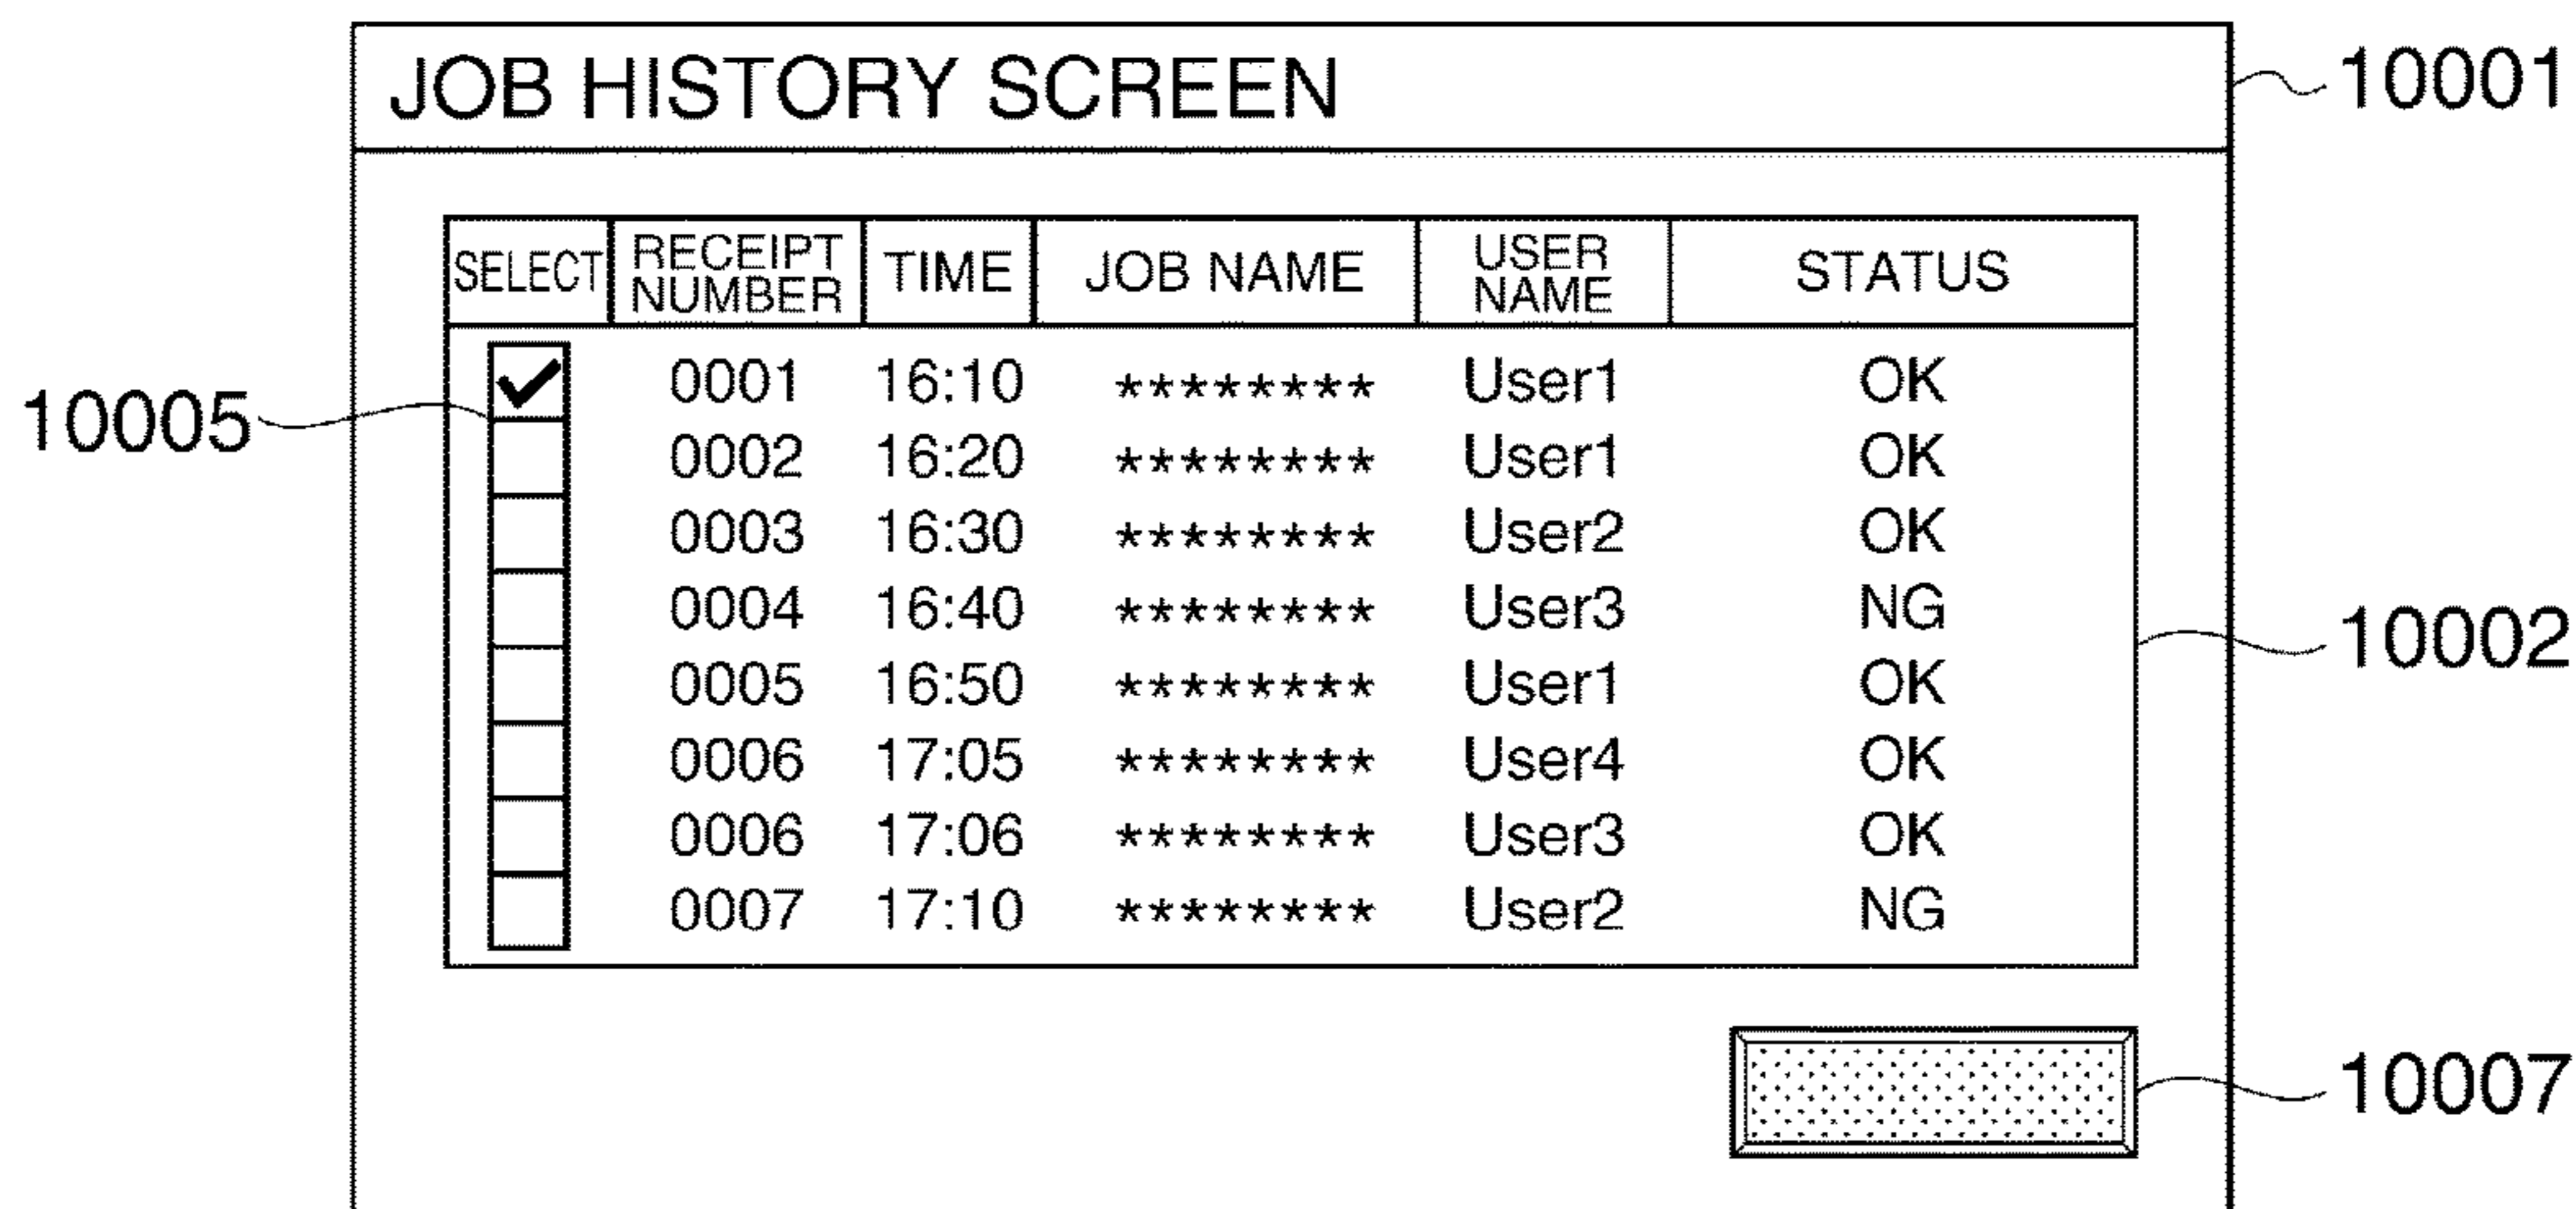 JOB HISTORY SCREEN
10001
SELECT RECEIPT NUMBER TIME JOB NAME USER NAME STATUS
0001 16:10 ******** User1 OK
10005
0002 16:20 ******** User1 OK
0003 16:30 ******** User2 OK
0004 16:40 ******** User3 NG
10002
0005 16:50 ******** User1 OK
0006 17:05 ******** User4 OK
0006 17:06 ******** User3 OK
0007 17:10 ******** User2 NG
10007